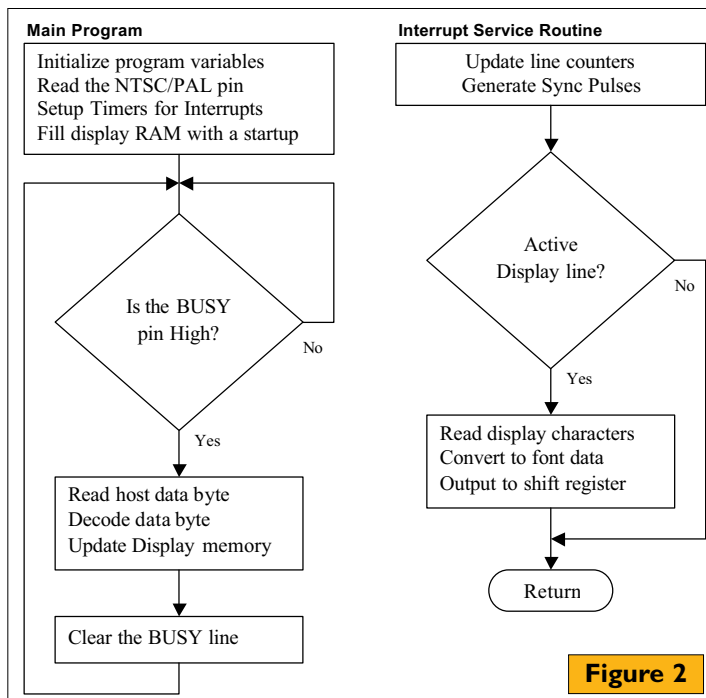 Main Program
Initialize program variables
Read the NTSC/PAL pin
Setup Timers for Interrupts
Fill display RAM with a startup
Is the BUSY
pin High?
No
Yes
Read host data byte
Decode data byte
Update Display memory
Clear the BUSY line
Interrupt Service Routine
Update line counters
Generate Sync Pulses
Active
Display line?
No
Yes
Read display characters
Convert to font data
Output to shift register
Return
Figure 2